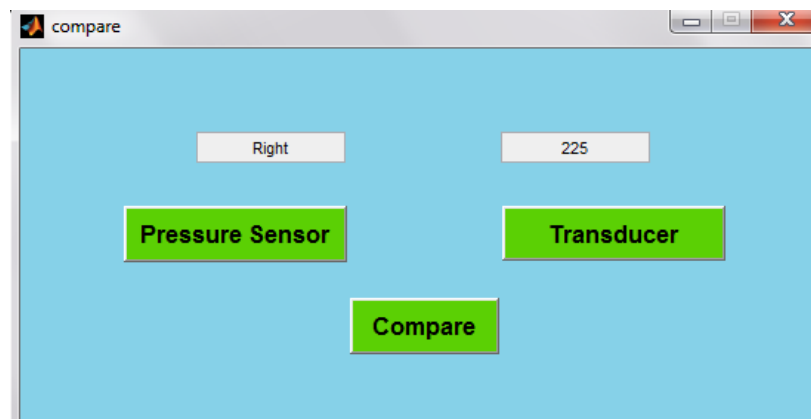 compare
Right
225
Pressure Sensor
Transducer
Compare